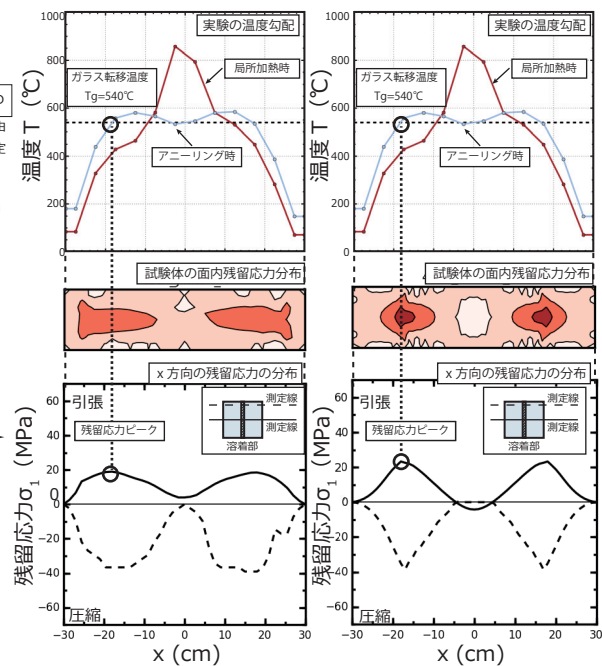 実験の温度勾配
1000
800
600
400
200
0
温度 T (℃)
ガラス転移温度
Tg=540℃
局所加熱時
アニーリング時
由
定
試験体の面内残留応力分布
x 方向の残留応力の分布
引張
60
40
20
0
−20
−40
−60
残留応力σ1 (MPa)
残留応力ピーク
測定線
測定線
溶着部
圧縮
−30
−20
−10
0
10
20
30
x (cm)
実験の温度勾配
1000
800
600
400
200
0
温度 T (℃)
ガラス転移温度
Tg=540℃
局所加熱時
アニーリング時
試験体の面内残留応力分布
x 方向の残留応力の分布
引張
60
40
20
0
−20
−40
−60
残留応力σ1 (MPa)
残留応力ピーク
測定線
測定線
溶着部
圧縮
−30
−20
−10
0
10
20
30
x (cm)